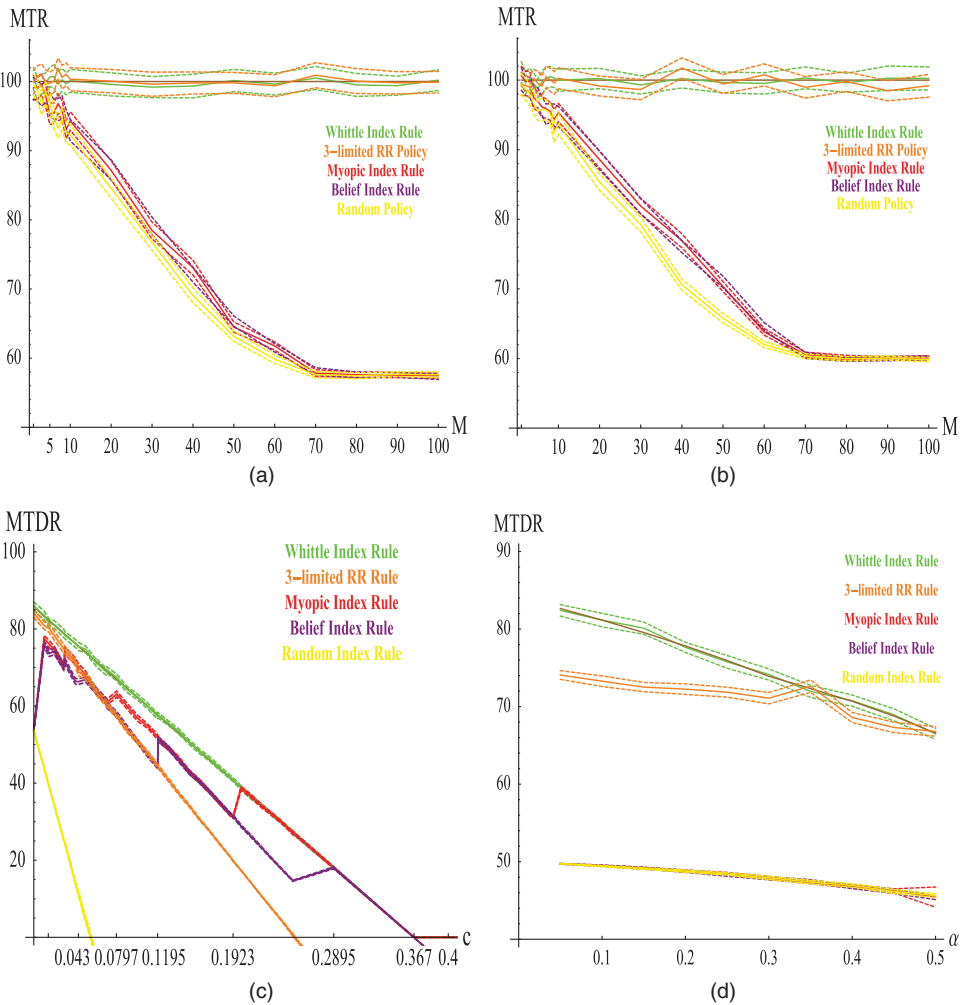 MTR
100
90
80
70
60
5 10 20 30 40 50 60 70 80 90 100
M
Whittle Index Rule
3-limited RR Policy
Myopic Index Rule
Belief Index Rule
Random Policy
(a)
MTR
100
90
80
70
60
10 20 30 40 50 60 70 80 90 100
M
Whittle Index Rule
3-limited RR Policy
Myopic Index Rule
Belief Index Rule
Random Policy
(b)
MTDR
100
80
60
40
20
0
0.043 0.0797 0.1195 0.1923 0.2895 0.367 0.4
c
Whittle Index Rule
3-limited RR Rule
Myopic Index Rule
Belief Index Rule
Random Index Rule
(c)
MTDR
90
80
70
60
50
40
0.1 0.2 0.3 0.4 0.5
α
Whittle Index Rule
3-limited RR Rule
Myopic Index Rule
Belief Index Rule
Random Index Rule
(d)